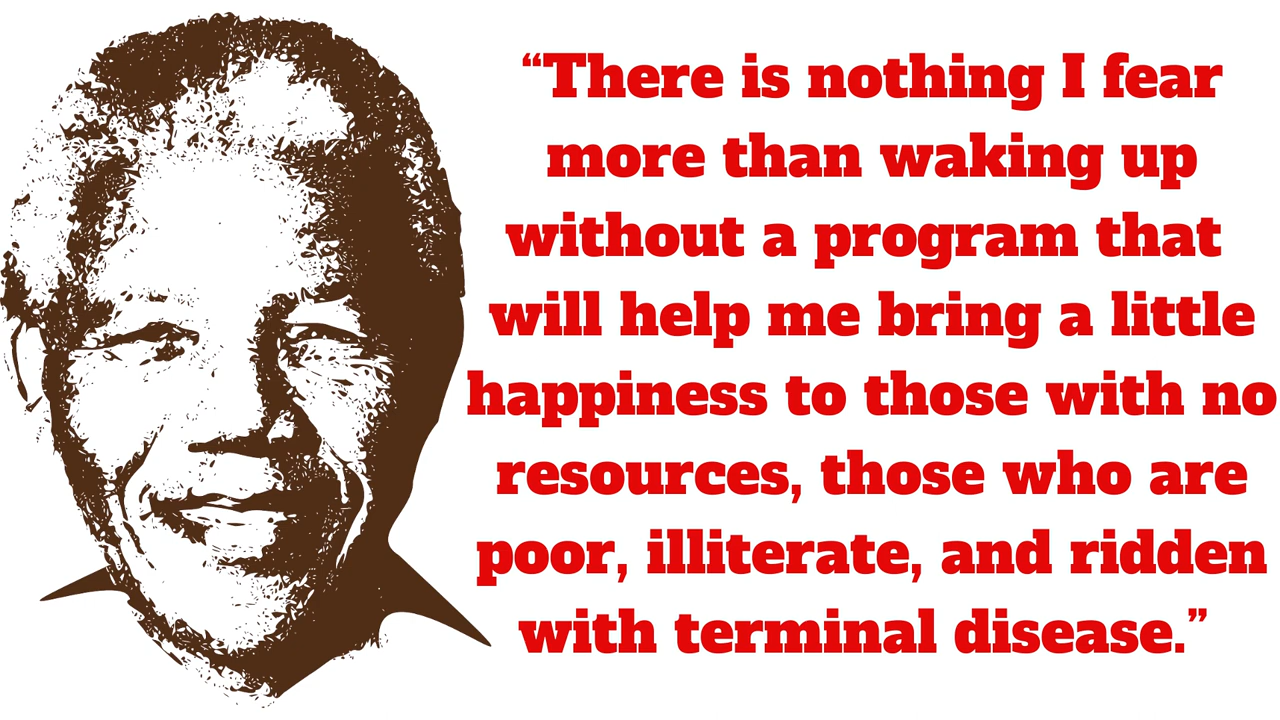 “There is nothing I fear
more than waking up
without a program that
will help me bring a little
happiness to those with no
resources, those who are
poor, illiterate, and ridden
with terminal disease.”